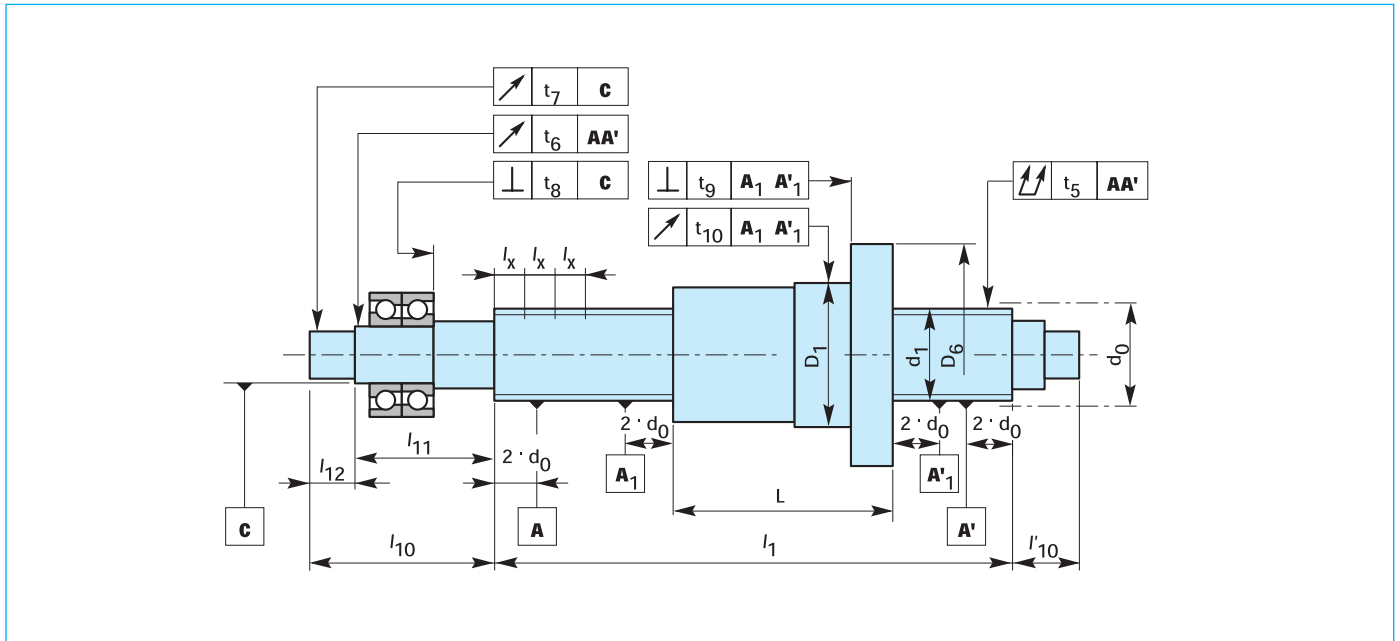 t7 C
t6 AA'
t8 C
t9 A1 A'1
t5 AA'
t10 A1 A'1
lx lx lx
D1
d1
D6
d0
2 · d0
2 · d0
2 · d0
l11
2 · d0
l12
A1
A'1
L
C
A
A'
l10
l1
l'10